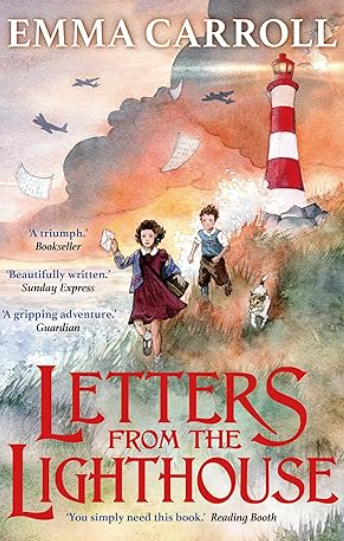 EMMA CARROLL
‘A triumph.’
Bookseller
‘Beautifully written.’
Sunday Express
‘A gripping adventure.’
Guardian
LETTERS
FROM THE
LIGHTHOUSE
‘You simply need this book.’ Reading Booth